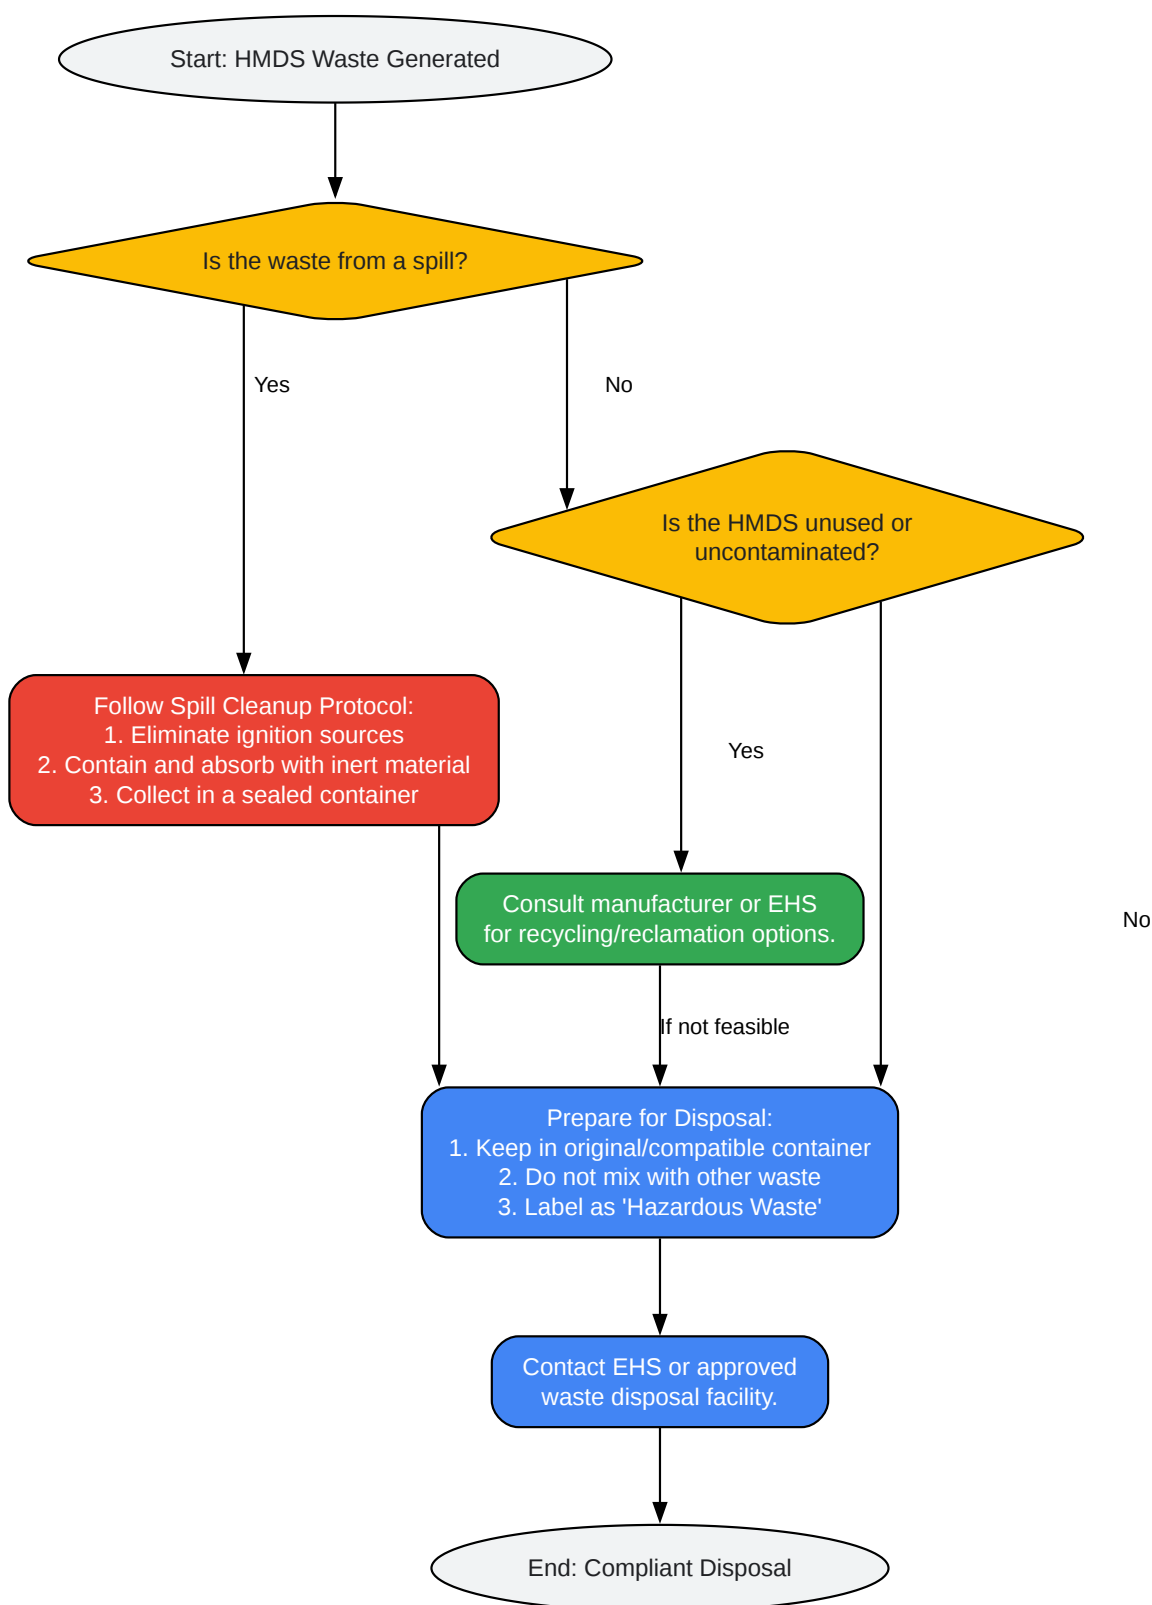 Start: HMDS Waste Generated
Is the waste from a spill?
Yes
No
Is the HMDS unused or
uncontaminated?
Follow Spill Cleanup Protocol:
1. Eliminate ignition sources
2. Contain and absorb with inert material
3. Collect in a sealed container
Yes
Consult manufacturer or EHS
for recycling/reclamation options.
No
If not feasible
Prepare for Disposal:
1. Keep in original/compatible container
2. Do not mix with other waste
3. Label as 'Hazardous Waste'
Contact EHS or approved
waste disposal facility.
End: Compliant Disposal